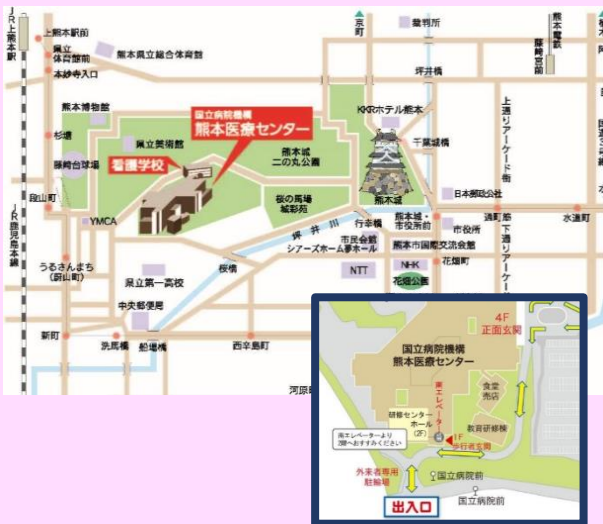 JR上熊本駅
上熊本駅前
県立
体育館前
本妙寺入口
熊本県立総合体育館
京町
裁判所
熊本電鉄
藤崎宮前
坪井橋
熊本博物館
国立病院機構
熊本医療センター
KKRホテル熊本
上通りアーケード街
杉塘
県立美術館
看護学校
熊本城
二の丸公園
千葉城橋
藤崎台球場
熊本城
日本郵政公社
段山町
桜の馬場
城彩苑
YMCA
坪井川
行幸橋
熊本城・
市役所前
通町筋
水道町
市役所
下通りアーケード
JR鹿児島本線
市民会館
シアーズホーム夢ホール
熊本市国際交流会館
うるさんまち
(蔚山町)
県立第一高校
桜橋
NTT
NHK
花畑町
花畑公園
中央郵便局
新町
洗馬橋
船場橋
西辛島町
河原
4F
正面玄関
国立病院機構
熊本医療センター
南エレベーター
食堂
売店
研修センター
ホール
(2F)
教育研修棟
南エレベーターより
2階へおすすみください
1F
歩行者玄関
外来者専用
駐輪場
国立病院前
国立病院前
出入口